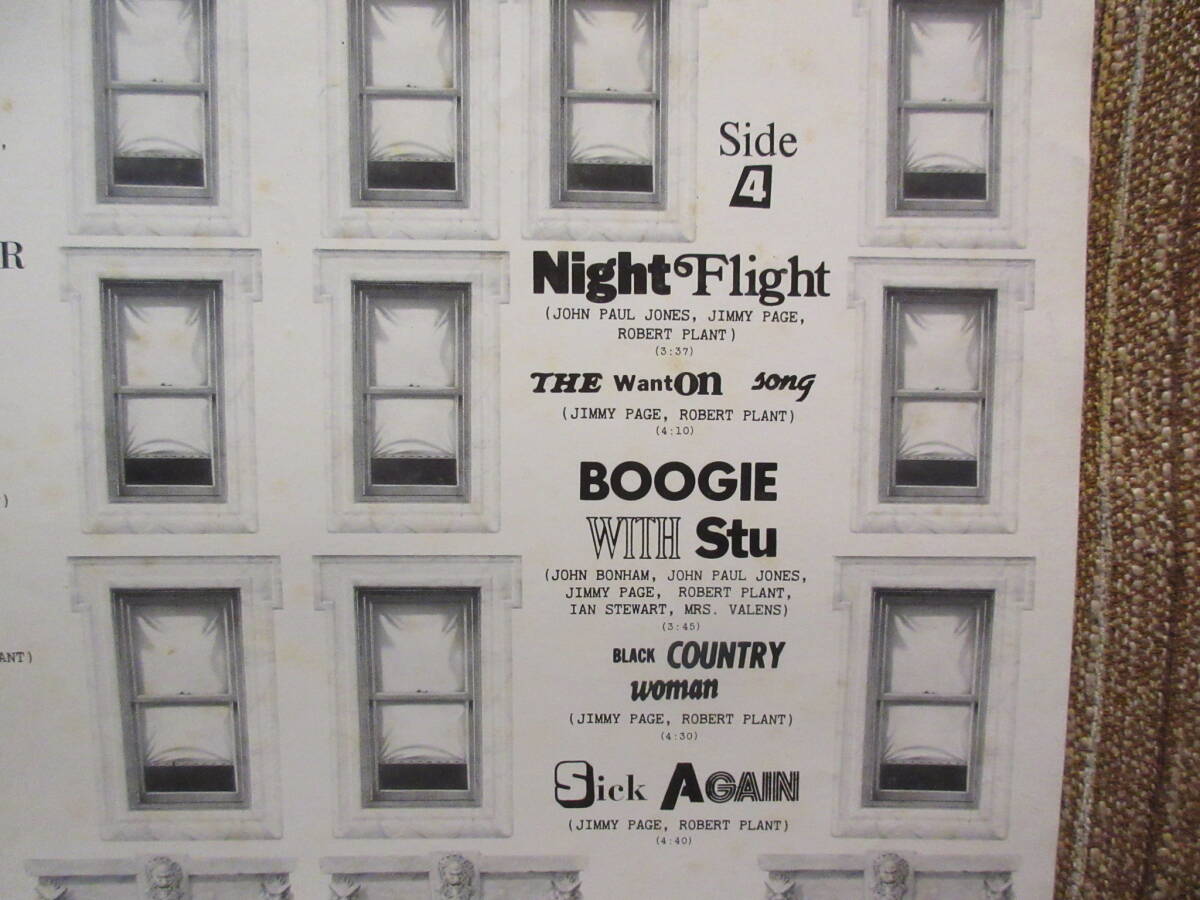 R
)
ANT)
Side
4
Night Flight
(JOHN PAUL JONES, JIMMY PAGE,
ROBERT PLANT)
(3:37)
THE WantON song
(JIMMY PAGE, ROBERT PLANT)
(4:10)
BOOGIE
WITH Stu
(JOHN BONHAM, JOHN PAUL JONES,
JIMMY PAGE, ROBERT PLANT,
IAN STEWART, MRS. VALENS)
(3:45)
BLACK COUNTRY
woman
(JIMMY PAGE, ROBERT PLANT)
(4:30)
Sick AGAIN
(JIMMY PAGE, ROBERT PLANT)
(4:40)